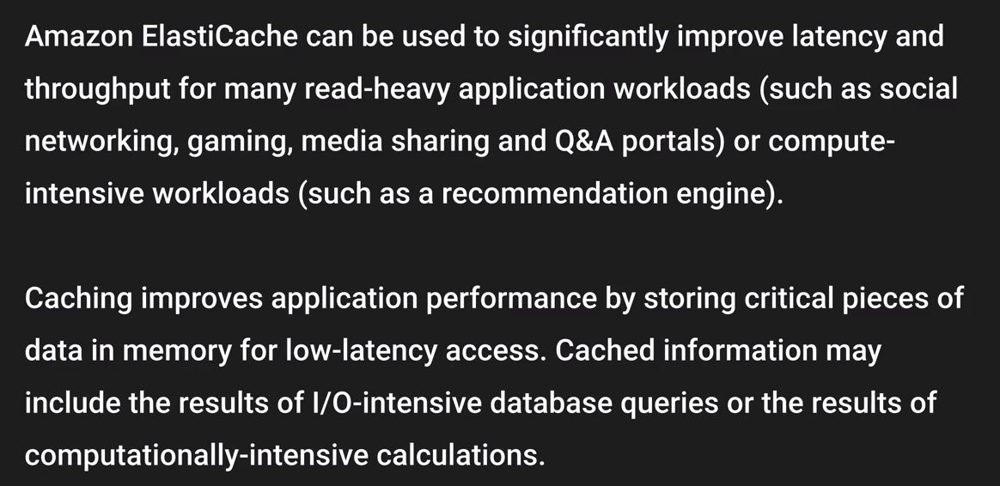 Amazon ElastiCache can be used to significantly improve latency and
throughput for many read-heavy application workloads (such as social
networking, gaming, media sharing and Q&A portals) or compute-
intensive workloads (such as a recommendation engine).
Caching improves application performance by storing critical pieces of
data in memory for low-latency access. Cached information may
include the results of I/O-intensive database queries or the results of
computationally-intensive calculations.